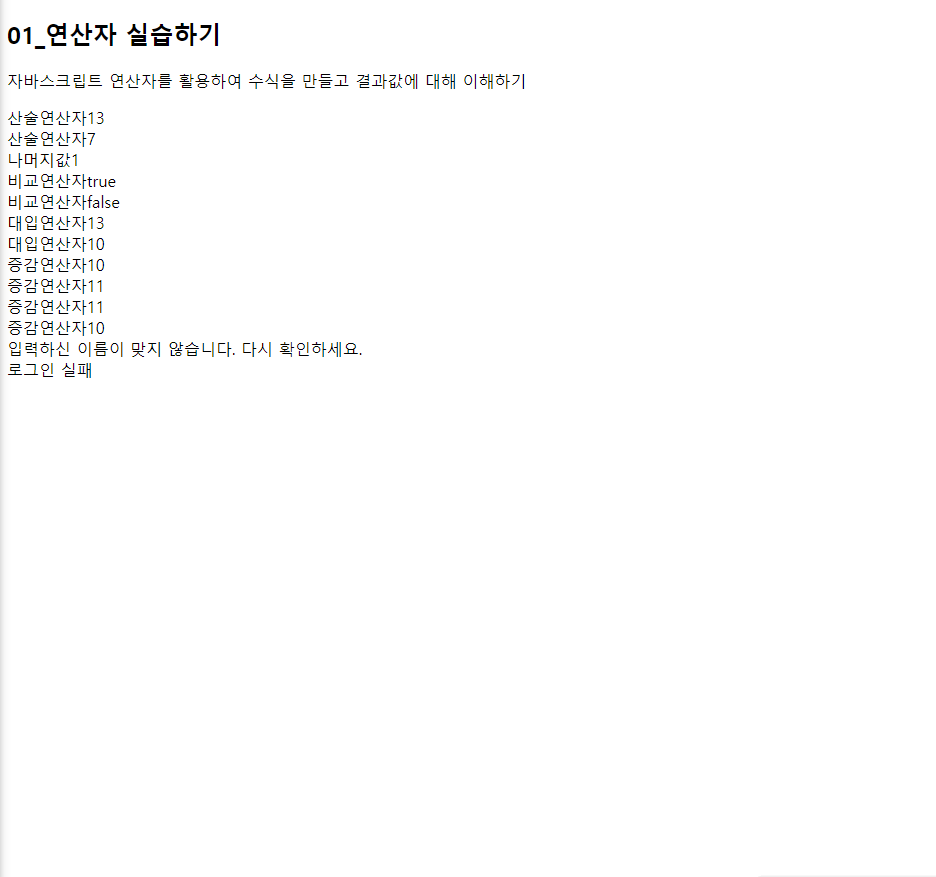 01_연산자 실습하기
자바스크립트 연산자를 활용하여 수식을 만들고 결과값에 대해 이해하기
산술연산자13
산술연산자7
나머지값1
비교연산자true
비교연산자false
대입연산자13
대입연산자10
증감연산자10
증감연산자11
증감연산자11
증감연산자10
입력하신 이름이 맞지 않습니다. 다시 확인하세요.
로그인 실패